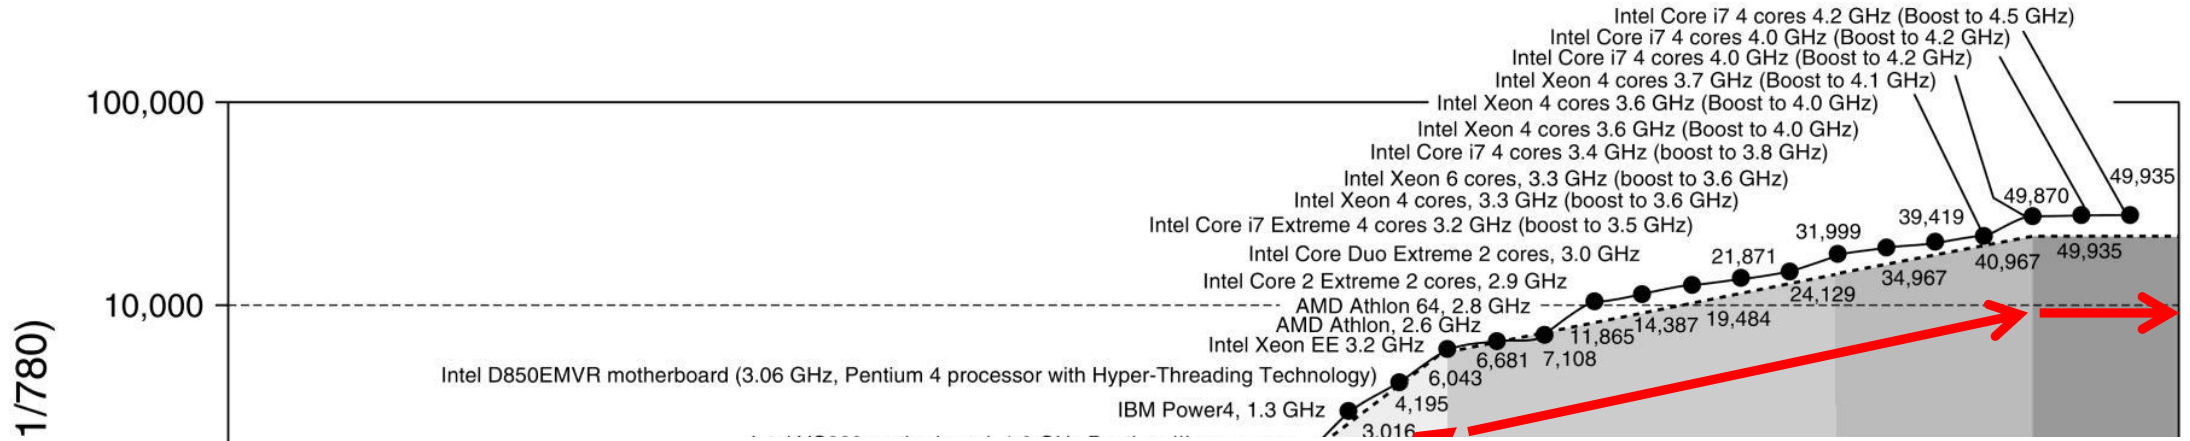 Intel Core i7 4 cores 4.2 GHz (Boost to 4.5 GHz)
Intel Core i7 4 cores 4.0 GHz (Boost to 4.2 GHz)
Intel Core i7 4 cores 4.0 GHz (Boost to 4.2 GHz)
Intel Xeon 4 cores 3.7 GHz (Boost to 4.1 GHz)
100,000
Intel Xeon 4 cores 3.6 GHz (Boost to 4.0 GHz)
Intel Xeon 4 cores 3.6 GHz (Boost to 4.0 GHz)
Intel Core i7 4 cores 3.4 GHz (boost to 3.8 GHz)
Intel Xeon 6 cores, 3.3 GHz (boost to 3.6 GHz)
49,935
Intel Xeon 4 cores, 3.3 GHz (boost to 3.6 GHz)
49,870
Intel Core i7 Extreme 4 cores 3.2 GHz (boost to 3.5 GHz)
39,419
31,999
Intel Core Duo Extreme 2 cores, 3.0 GHz
21,871
40,967
49,935
Intel Core 2 Extreme 2 cores, 2.9 GHz
34,967
24,129
10,000
AMD Athlon 64, 2.8 GHz
AMD Athlon, 2.6 GHz
11,865
14,387
19,484
Intel Xeon EE 3.2 GHz
6,681
7,108
Intel D850EMVR motherboard (3.06 GHz, Pentium 4 processor with Hyper-Threading Technology)
6,043
IBM Power4, 1.3 GHz
4,195
3,016
1/780)